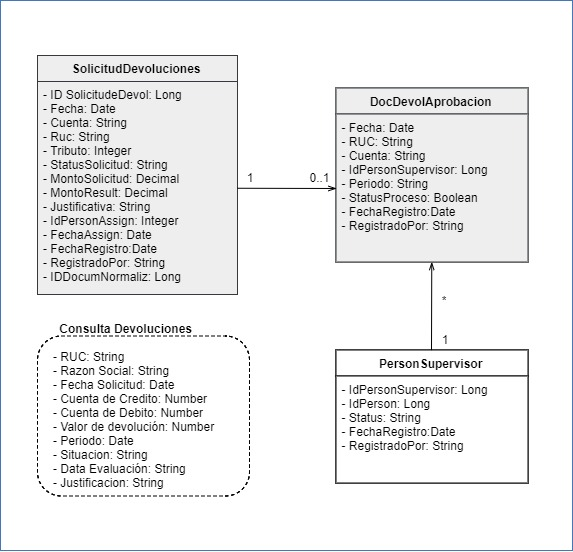 SolicitudDevoluciones
- ID SolicitudeDevol: Long
- Fecha: Date
- Cuenta: String
- Ruc: String
- Tributo: Integer
- StatusSolicitud: String
- MontoSolicitud: Decimal
- MontoResult: Decimal
- Justificativa: String
- IdPersonAssign: Integer
- FechaAssign: Date
- FechaRegistro:Date
- RegistradoPor: String
- IDDocumNormaliz: Long
1
0..1
DocDevolAprobacion
- Fecha: Date
- RUC: String
- Cuenta: String
- IdPersonSupervisor: Long
- Periodo: String
- StatusProceso: Boolean
- FechaRegistro:Date
- RegistradoPor: String
*
1
Consulta Devoluciones
- RUC: String
- Razon Social: String
- Fecha Solicitud: Date
- Cuenta de Credito: Number
- Cuenta de Debito: Number
- Valor de devolución: Number
- Periodo: Date
- Situacion: String
- Data Evaluación: String
- Justificacion: String
PersonSupervisor
- IdPersonSupervisor: Long
- IdPerson: Long
- Status: String
- FechaRegistro:Date
- RegistradoPor: String